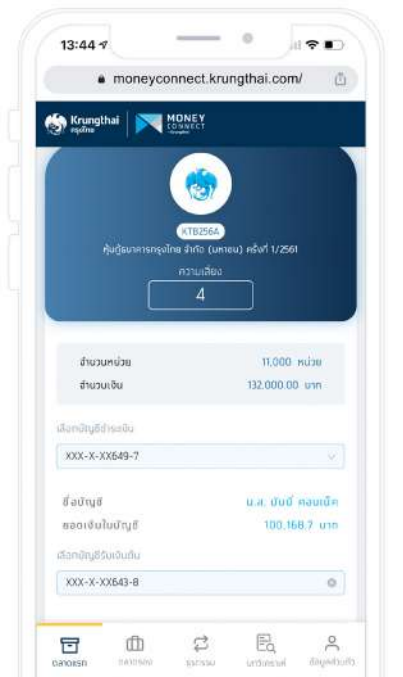 13:44
moneyconnect.krungthai.com/
Krungthai
กรุงไทย
MONEY
CONNECT
KTB256A
หุ้นกู้ธนาคารกรุงไทย จำกัด (มหาชน) ครั้งที่ 1/2561
ความเสี่ยง
4
จำนวนหน่วย 11,000 หน่วย
จำนวนเงิน 132,000.00 บาท
เลือกบัญชีชำระเงิน
XXX-X-XX649-7
ชื่อบัญชี น.ส. มันนี่ คอนเน็ค
ยอดเงินในบัญชี 100,168.7 บาท
เลือกบัญชีรับเงินคืน
XXX-X-XX643-8
ตลาดแรก ตลาดรอง ธุรกรรม บทวิเคราะห์ ข้อมูลส่วนตัว